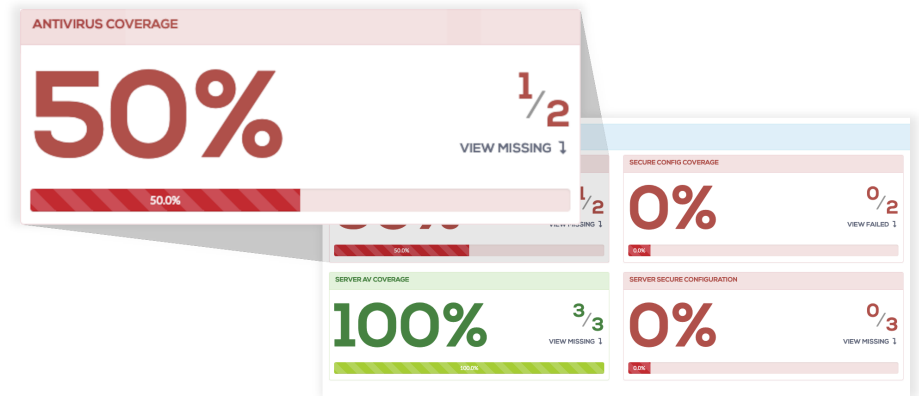 ANTIVIRUS COVERAGE
50%
1/2
VIEW MISSING
50.0%
SECURE CONFIG COVERAGE
1/2
0%
0/2
VIEW MISSING
VIEW FAILED
50.0%
0.0%
SERVER AV COVERAGE
SERVER SECURE CONFIGURATION
100%
3/3
0%
0/3
VIEW MISSING
VIEW MISSING
100.0%
0.0%